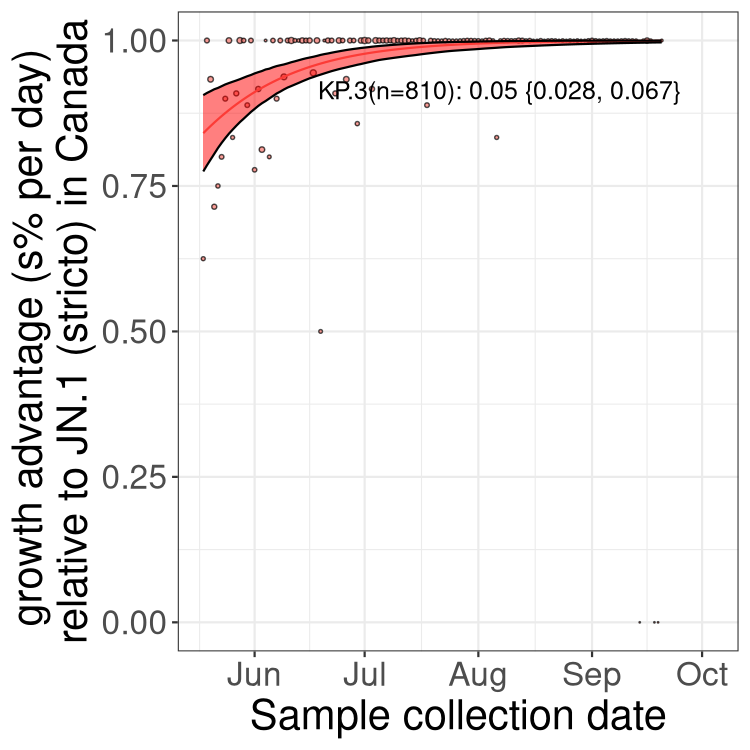 growth advantage (s% per day)
relative to JN.1 (stricto) in Canada
1.00
0.75
0.50
0.25
0.00
KP.3(n=810): 0.05 {0.028, 0.067}
Jun Jul Aug Sep Oct
Sample collection date